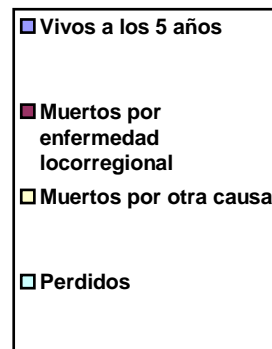 Vivos a los 5 años
Muertos por
enfermedad
locorregional
Muertos por otra causa
Perdidos